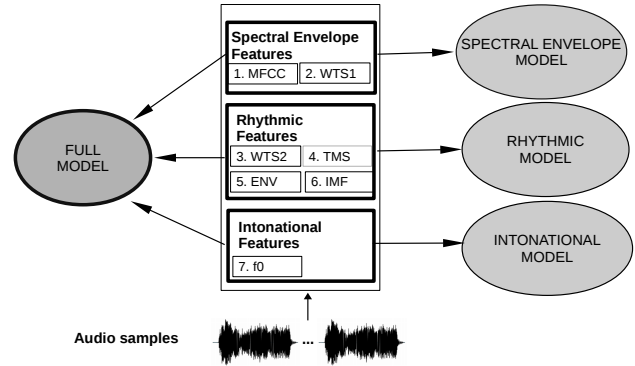 Spectral Envelope
Features
1. MFCC
2. WTS1
SPECTRAL ENVELOPE
MODEL
FULL
MODEL
Rhythmic
Features
3. WTS2
4. TMS
5. ENV
6. IMF
RHYTHMIC
MODEL
Intonational
Features
7. f0
INTONATIONAL
MODEL
Audio samples
...